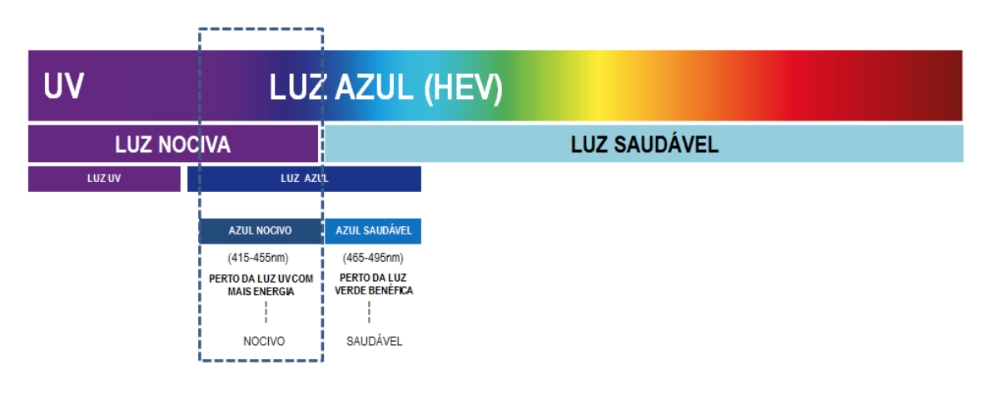 UV
LUZ AZUL (HEV)
LUZ NOCIVA
LUZ SAUDÁVEL
LUZ UV
LUZ AZUL
AZUL NOCIVO
AZUL SAUDÁVEL
(415-455nm)
(465-495nm)
PERTO DA LUZ UV COM
MAIS ENERGIA
PERTO DA LUZ
VERDE BENÉFICA
NOCIVO
SAUDÁVEL